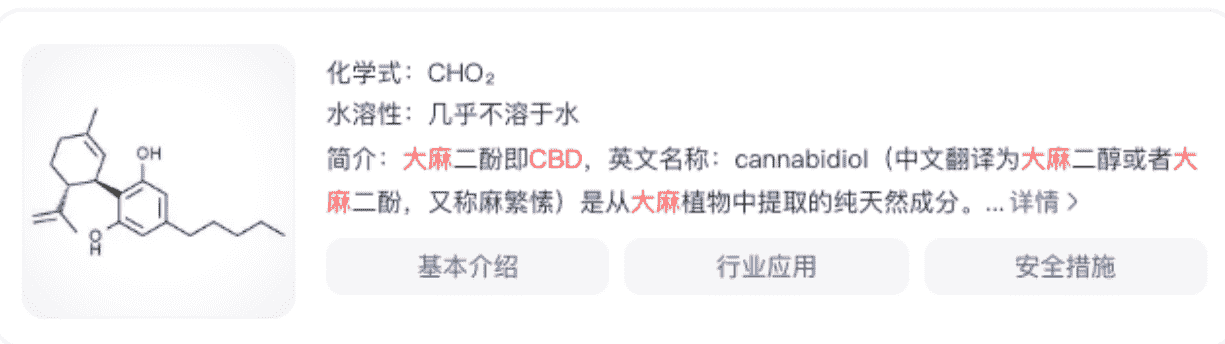 OH
OH
化学式：CHO₂
水溶性：几乎不溶于水
简介：大麻二酚即CBD，英文名称：cannabidiol（中文翻译为大麻二醇或者大
麻二酚，又称麻繁愫）是从大麻植物中提取的纯天然成分。... 详情 >
基本介绍
行业应用
安全措施